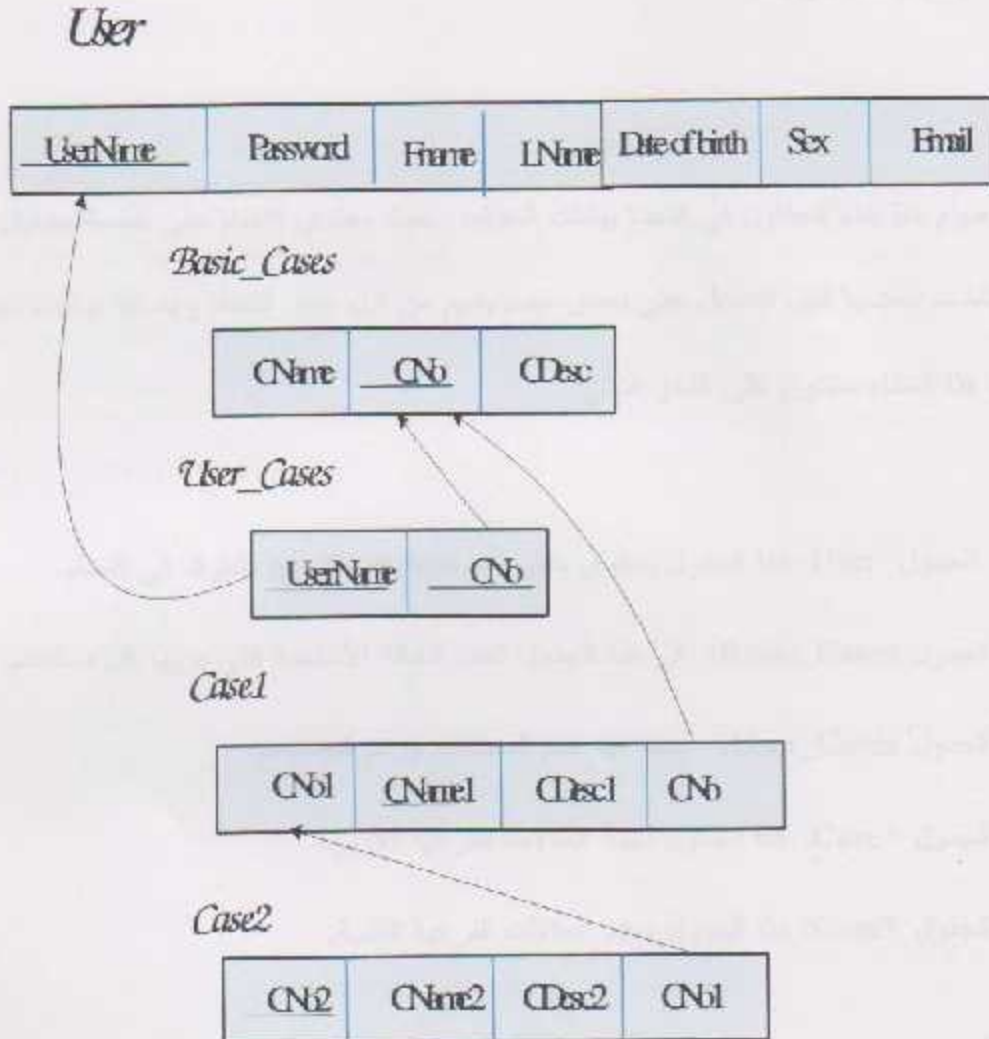 User
UserName Password Fname LName Date of birth Sex Email
Basic_Cases
CName CNo CDesc
User_Cases
UserName CNo
Case1
CNo1 CName1 CDesc1 CNo
Case2
CNo2 CName2 CDesc2 CNo1